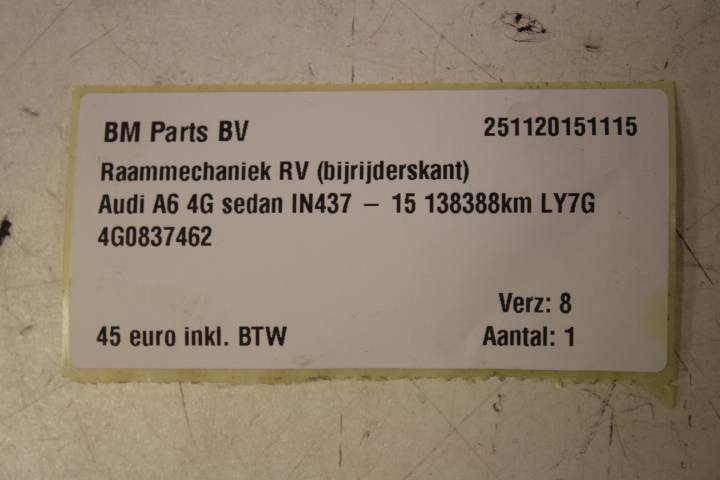 BM Parts BV 251120151115
Raammechaniek RV (bijrijderskant)
Audi A6 4G sedan IN437 – 15 138388km LY7G
4G0837462
Verz: 8
45 euro inkl. BTW Aantal: 1